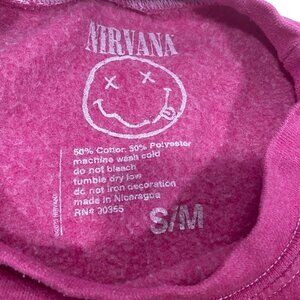 NIRVANA
50% Cotton 50% Polyester
machine wash cold
do not bleach
tumble dry low
do not iron decoration
made in Nicaragua
RN# 30355
S/M